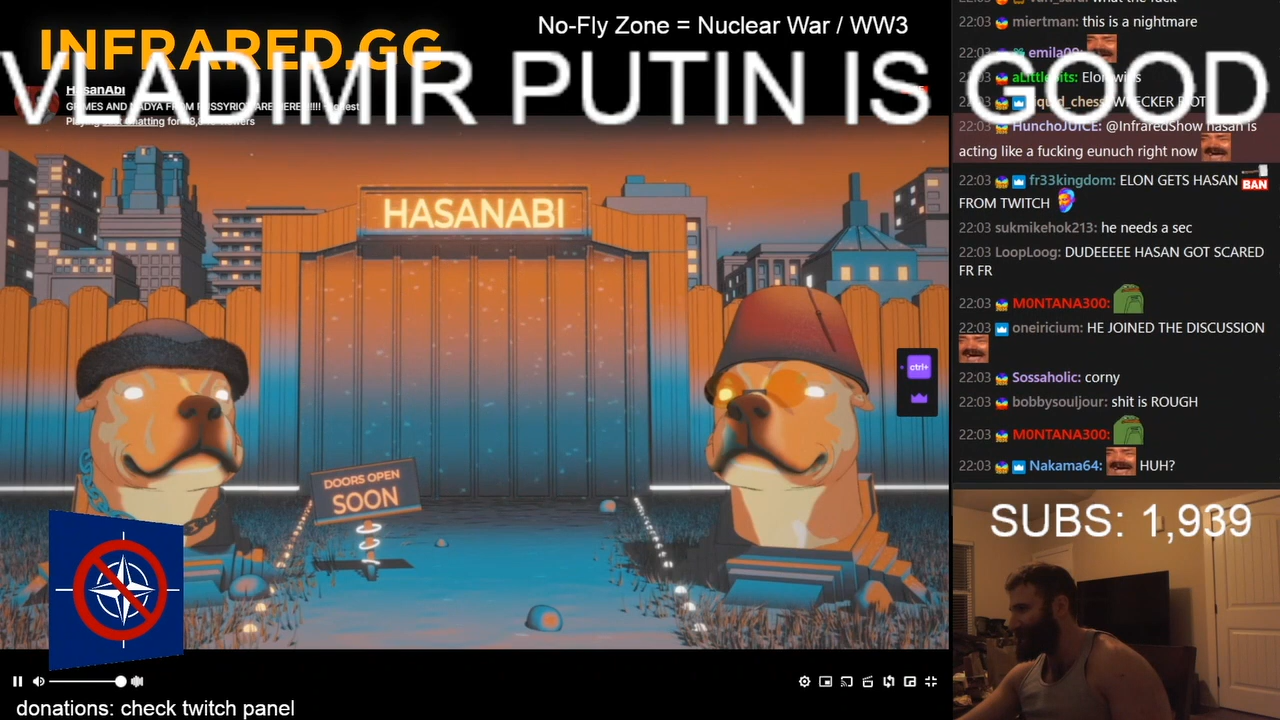 No-Fly Zone = Nuclear War / WW3
INFRARED.GG
VLADIMIR PUTIN IS GOOD
HasanAbi
HASANABI
DOORS OPEN
SOON
donations: check twitch panel
what the fuck
22:03 miertman: this is a nightmare
22:03
22:03 aLittleBits: Elon wins
22:03
22:03 HunchoJUICE: @InfraredShow hasan is
acting like a fucking eunuch right now
22:03 fr33kingdom: ELON GETS HASAN BAN
FROM TWITCH
22:03 sukmikehok213: he needs a sec
22:03 LoopLoog: DUDEEEEE HASAN GOT SCARED
FR FR
22:03 M0NTANA300:
22:03 oneiricium: HE JOINED THE DISCUSSION
22:03 Sossaholic: corny
22:03 bobbysouljour: shit is ROUGH
22:03 M0NTANA300:
22:03 Nakama64: HUH?
ctrl+
SUBS: 1,939